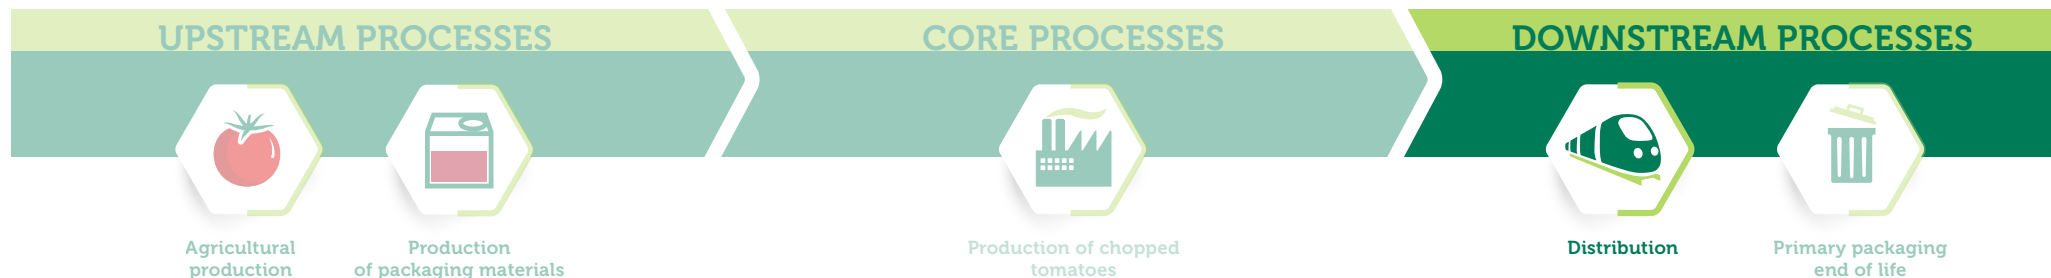 UPSTREAM PROCESSES
CORE PROCESSES
DOWNSTREAM PROCESSES
Agricultural
production
Production
of packaging materials
Production of chopped
tomatoes
Distribution
Primary packaging
end of life